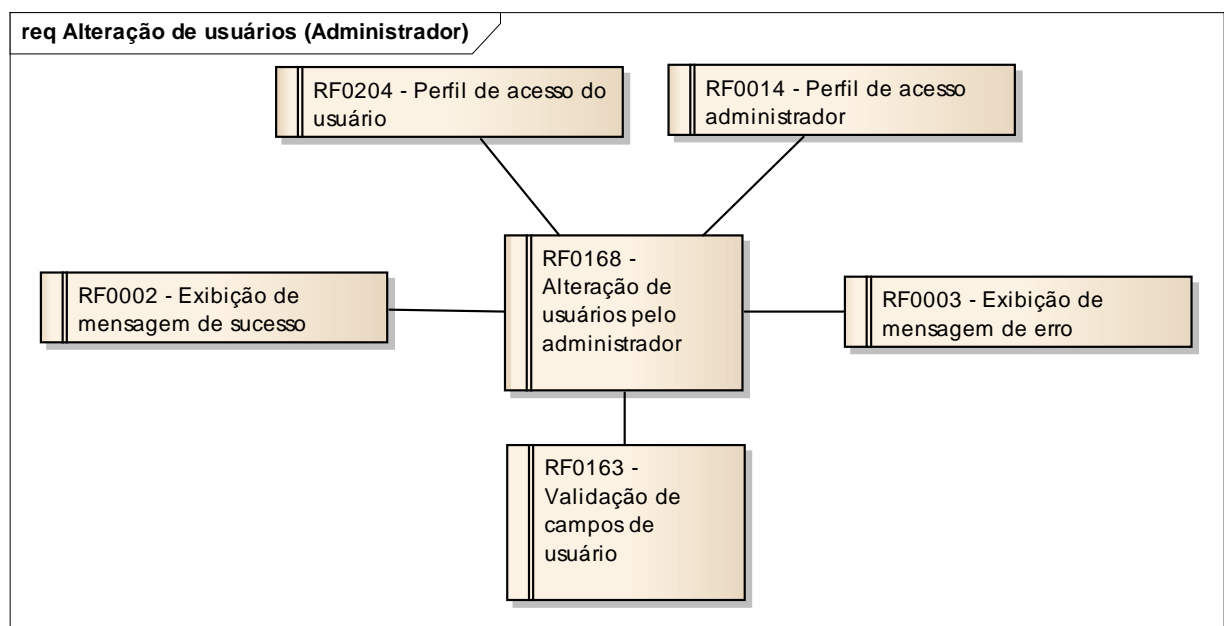 req Alteração de usuários (Administrador)
RF0204 - Perfil de acesso do
usuário
RF0014 - Perfil de acesso
administrador
RF0002 - Exibição de
mensagem de sucesso
RF0168 -
Alteração de
usuários pelo
administrador
RF0003 - Exibição de
mensagem de erro
RF0163 -
Validação de
campos de
usuário